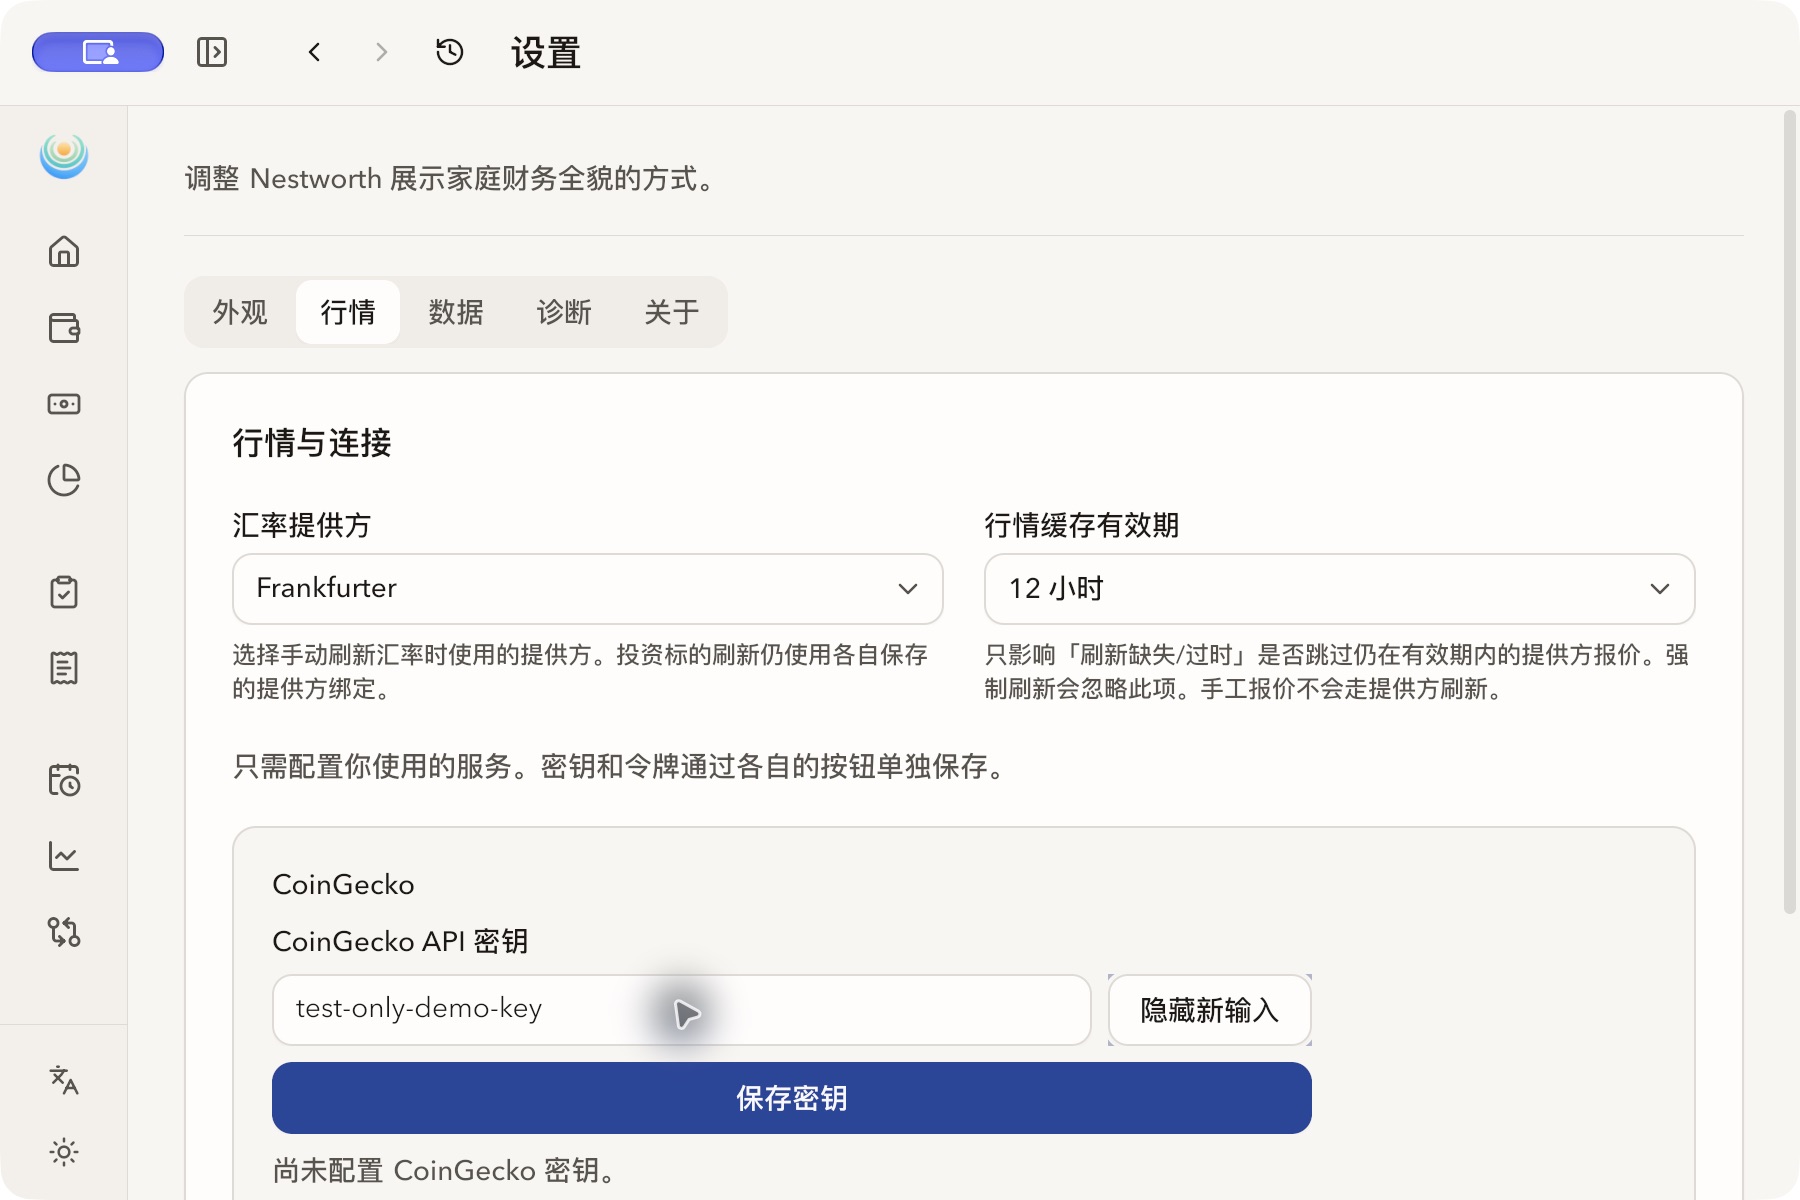 设置
调整 Nestworth 展示家庭财务全貌的方式。
外观 行情 数据 诊断 关于
行情与连接
汇率提供方
Frankfurter
选择手动刷新汇率时使用的提供方。投资标的刷新仍使用各自保存
的提供方绑定。
行情缓存有效期
12 小时
只影响「刷新缺失/过时」是否跳过仍在有效期内的提供方报价。强
制刷新会忽略此项。手工报价不会走提供方刷新。
只需配置你使用的服务。密钥和令牌通过各自的按钮单独保存。
CoinGecko
CoinGecko API 密钥
test-only-demo-key
隐藏新输入
保存密钥
尚未配置 CoinGecko 密钥。